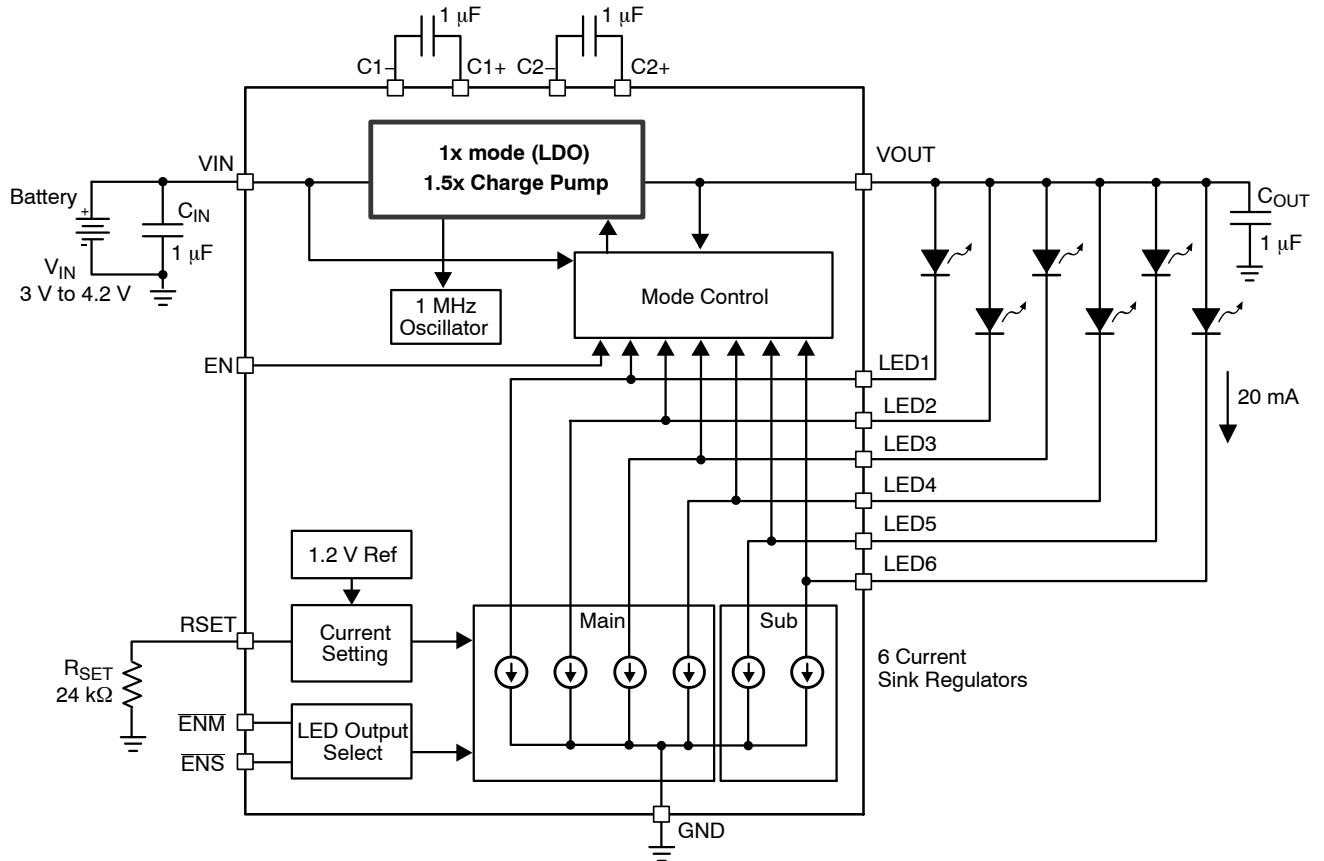 1 μF
1 μF
C1–
C1+
C2–
C2+
1x mode (LDO)
1.5x Charge Pump
VIN
VOUT
Battery
+
-
CIN
1 μF
VIN
3 V to 4.2 V
COUT
1 μF
1 MHz
Oscillator
Mode Control
EN
LED1
LED2
20 mA
LED3
LED4
LED5
LED6
1.2 V Ref
RSET
Current
Setting
Main
Sub
RSET
24 kΩ
6 Current
Sink Regulators
ENM
ENS
LED Output
Select
GND